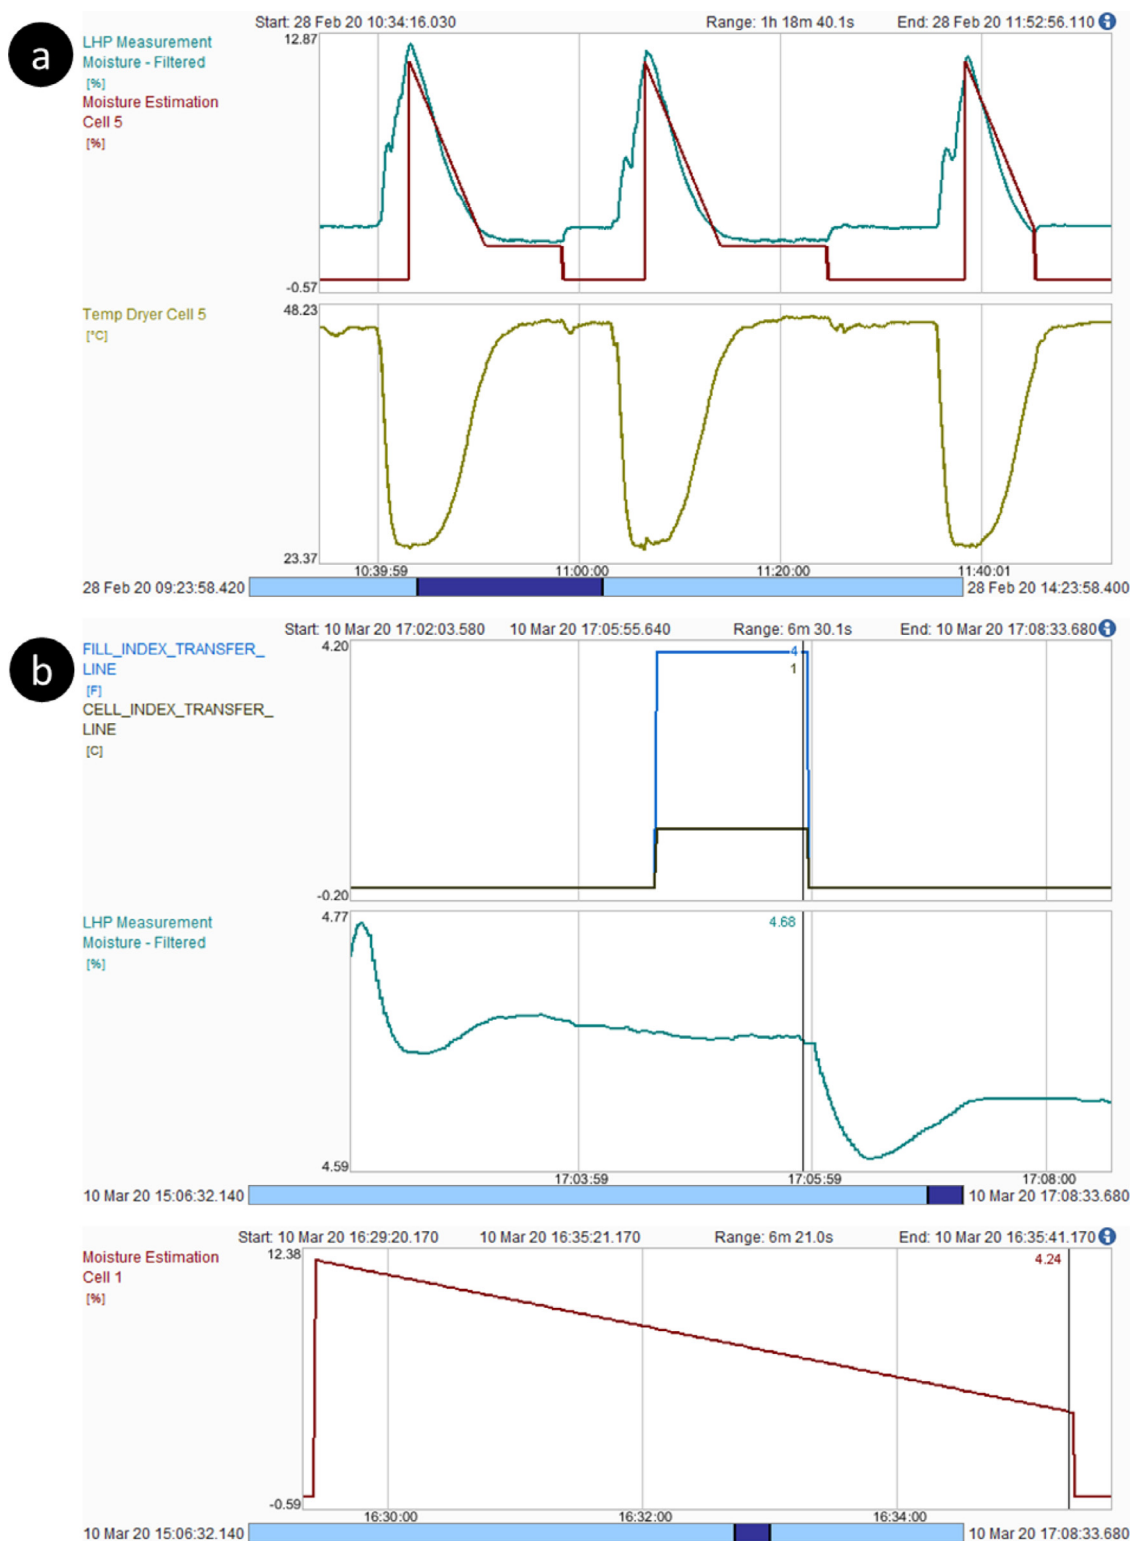 a
Start: 28 Feb 20 10:34:16.030 Range: 1h 18m 40.1s End: 28 Feb 20 11:52:56.110
LHP Measurement
Moisture - Filtered
[%]
Moisture Estimation
Cell 5
[%]
12.87
-0.57
Temp Dryer Cell 5
[°C]
48.23
23.37
10:39:59 11:00:00 11:20:00 11:40:01
28 Feb 20 09:23:58.420 28 Feb 20 14:23:58.400
b
Start: 10 Mar 20 17:02:03.580 10 Mar 20 17:05:55.640 Range: 6m 30.1s End: 10 Mar 20 17:08:33.680
FILL_INDEX_TRANSFER_
LINE
[F]
CELL_INDEX_TRANSFER_
LINE
[C]
4.20
4
1
-0.20
LHP Measurement
Moisture - Filtered
[%]
4.77
4.68
4.59
17:03:59 17:05:59 17:08:00
10 Mar 20 15:06:32.140 10 Mar 20 17:08:33.680
Start: 10 Mar 20 16:29:20.170 10 Mar 20 16:35:21.170 Range: 6m 21.0s End: 10 Mar 20 16:35:41.170
Moisture Estimation
Cell 1
[%]
12.38
4.24
-0.59
16:30:00 16:32:00 16:34:00
10 Mar 20 15:06:32.140 10 Mar 20 17:08:33.680